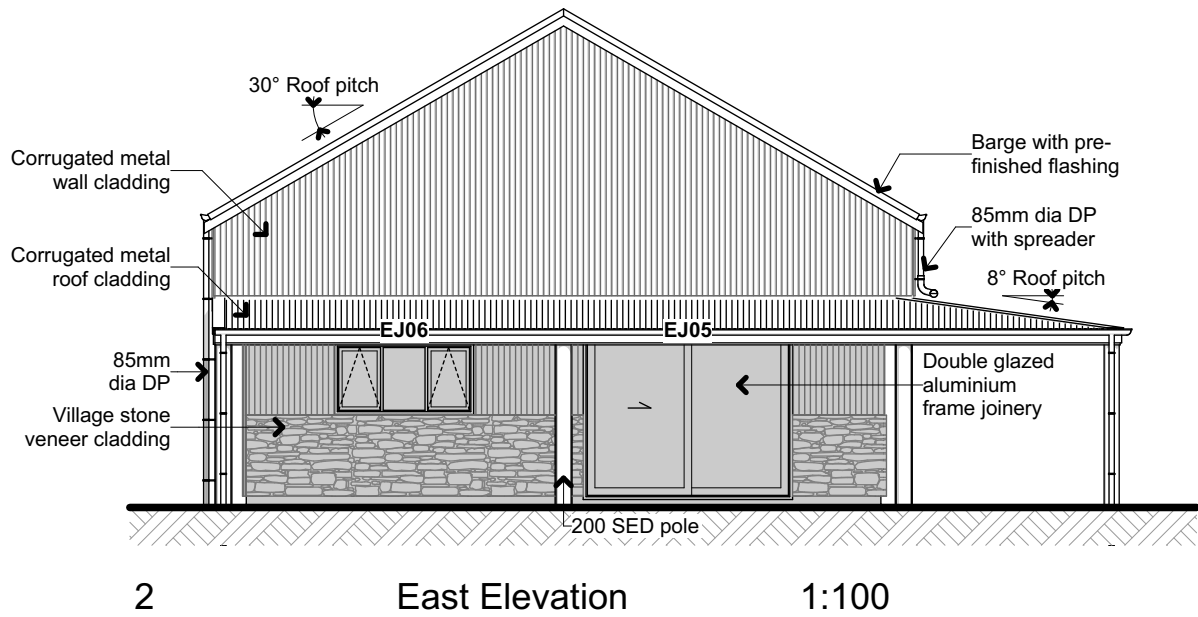 30° Roof pitch
Corrugated metal
wall cladding
Barge with pre-
finished flashing
85mm dia DP
with spreader
Corrugated metal
roof cladding
8° Roof pitch
EJ06
EJ05
85mm
dia DP
Double glazed
aluminium
frame joinery
Village stone
veneer cladding
200 SED pole
2 East Elevation 1:100